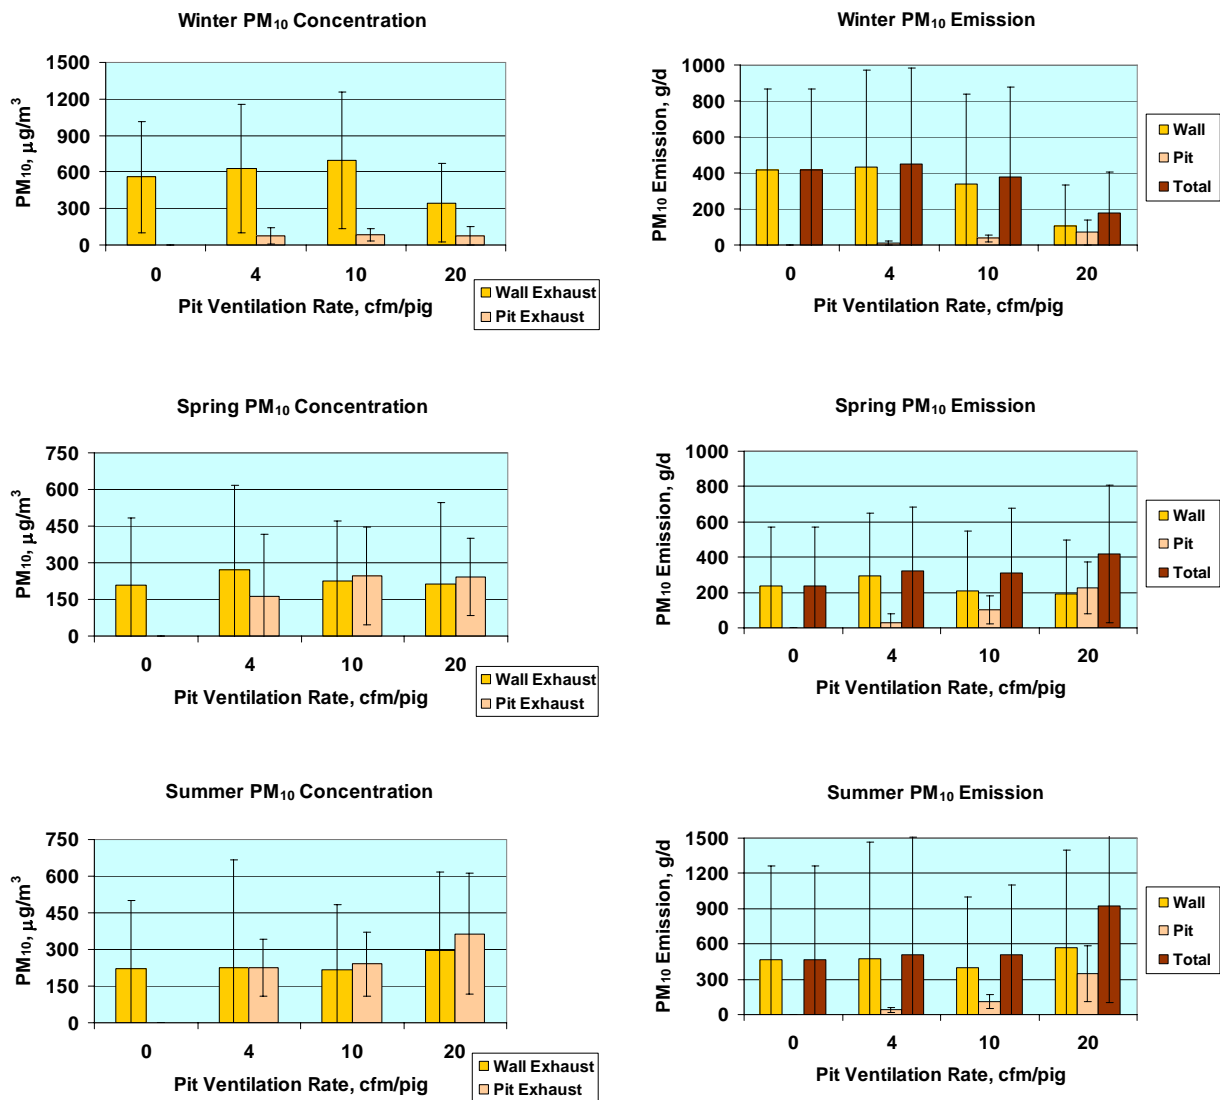 Winter PM₁₀ Concentration
1500
1200
900
600
300
0
PM₁₀, µg/m³
0 4 10 20
Pit Ventilation Rate, cfm/pig
Wall Exhaust
Pit Exhaust
Winter PM₁₀ Emission
1000
800
600
400
200
0
PM₁₀ Emission, g/d
0 4 10 20
Pit Ventilation Rate, cfm/pig
Wall
Pit
Total
Spring PM₁₀ Concentration
750
600
450
300
150
0
PM₁₀, µg/m³
0 4 10 20
Pit Ventilation Rate, cfm/pig
Wall Exhaust
Pit Exhaust
Spring PM₁₀ Emission
1000
800
600
400
200
0
PM₁₀ Emission, g/d
0 4 10 20
Pit Ventilation Rate, cfm/pig
Wall
Pit
Total
Summer PM₁₀ Concentration
750
600
450
300
150
0
PM₁₀, µg/m³
0 4 10 20
Pit Ventilation Rate, cfm/pig
Wall Exhaust
Pit Exhaust
Summer PM₁₀ Emission
1500
1200
900
600
300
0
PM₁₀ Emission, g/d
0 4 10 20
Pit Ventilation Rate, cfm/pig
Wall
Pit
Total